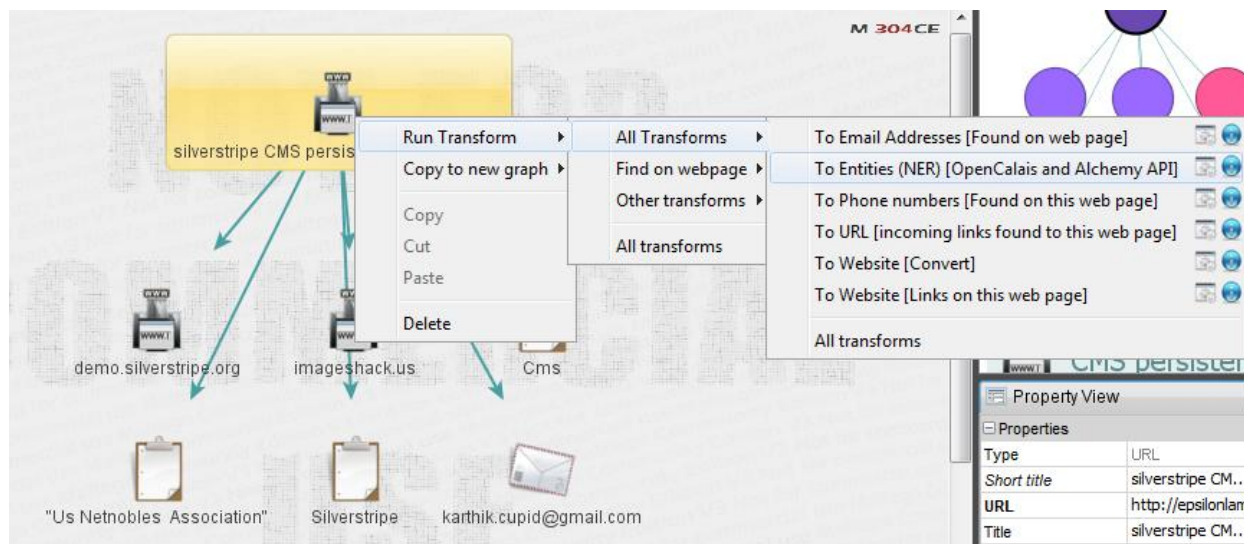 M 304CE
silverstripe CMS persis
Run Transform
Copy to new graph
Copy
Cut
Paste
Delete
All Transforms
Find on webpage
Other transforms
All transforms
To Email Addresses [Found on web page]
To Entities (NER) [OpenCalais and Alchemy API]
To Phone numbers [Found on this web page]
To URL [incoming links found to this web page]
To Website [Convert]
To Website [Links on this web page]
All transforms
demo.silverstripe.org
imageshack.us
Cms
"Us Netnobles Association"
Silverstripe
karthik.cupid@gmail.com
CMS persister
Property View
Properties
Type URL
Short title silverstripe CM...
URL http://epsilonlam
Title silverstripe CM...